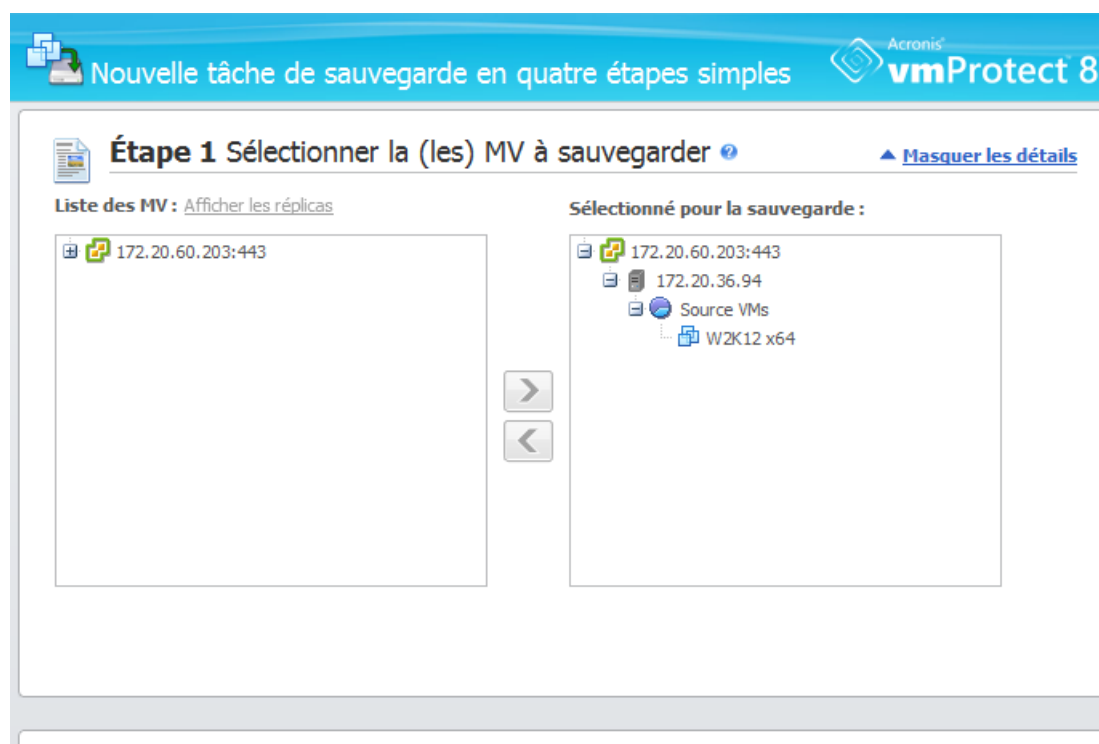 Nouvelle tâche de sauvegarde en quatre étapes simples
Acronis®
vmProtect 8
Étape 1 Sélectionner la (les) MV à sauvegarder ?
Masquer les détails
Liste des MV : Afficher les réplicas
172.20.60.203:443
Sélectionné pour la sauvegarde :
172.20.60.203:443
172.20.36.94
Source VMs
W2K12 x64